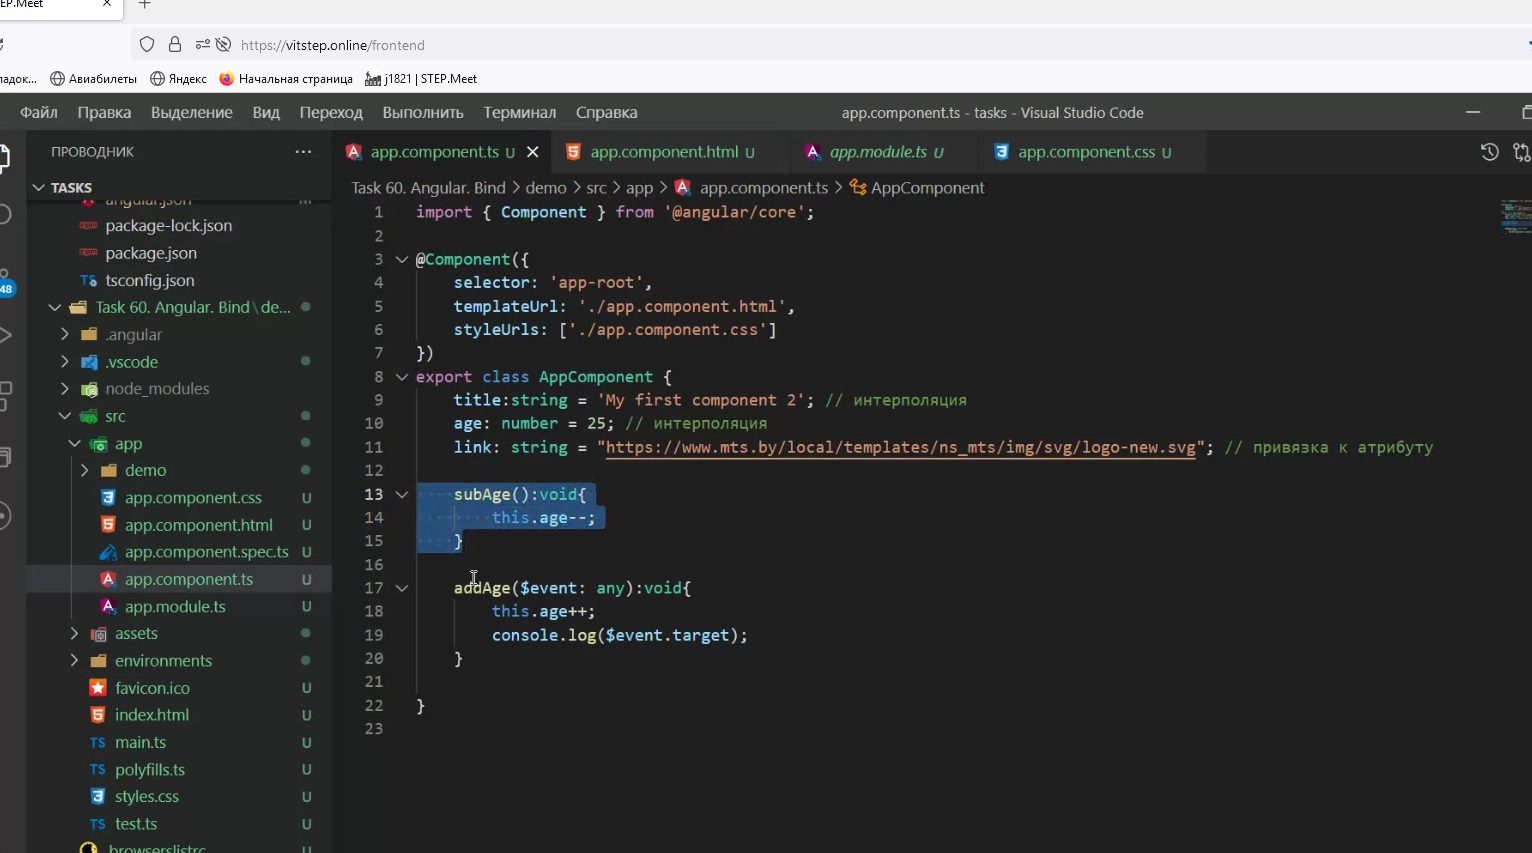 EP.Meet
https://vitstep.online/frontend
ладок... Авиабилеты Яндекс Начальная страница j1821 | STEP.Meet
Файл Правка Выделение Вид Переход Выполнить Терминал Справка app.component.ts - tasks - Visual Studio Code
ПРОВОДНИК ...
TASKS
angular.json M
package-lock.json
package.json
TS tsconfig.json
Task 60. Angular. Bind \ de...
.angular
.vscode
node_modules
src
app
demo
app.component.css U
app.component.html U
app.component.spec.ts U
app.component.ts U
app.module.ts U
assets
environments
favicon.ico U
index.html U
TS main.ts U
TS polyfills.ts U
styles.css U
TS test.ts U
browserslistrc
48
app.component.ts U app.component.html U app.module.ts U app.component.css U
Task 60. Angular. Bind > demo > src > app > app.component.ts > AppComponent
1 import { Component } from '@angular/core';
2
3 @Component({
4 selector: 'app-root',
5 templateUrl: './app.component.html',
6 styleUrls: ['./app.component.css']
7 })
8 export class AppComponent {
9 title:string = 'My first component 2'; // интерполяция
10 age: number = 25; // интерполяция
11 link: string = "https://www.mts.by/local/templates/ns_mts/img/svg/logo-new.svg"; // привязка к атрибуту
12
13 subAge():void{
14 this.age--;
15 }
16
17 addAge($event: any):void{
18 this.age++;
19 console.log($event.target);
20 }
21
22 }
23